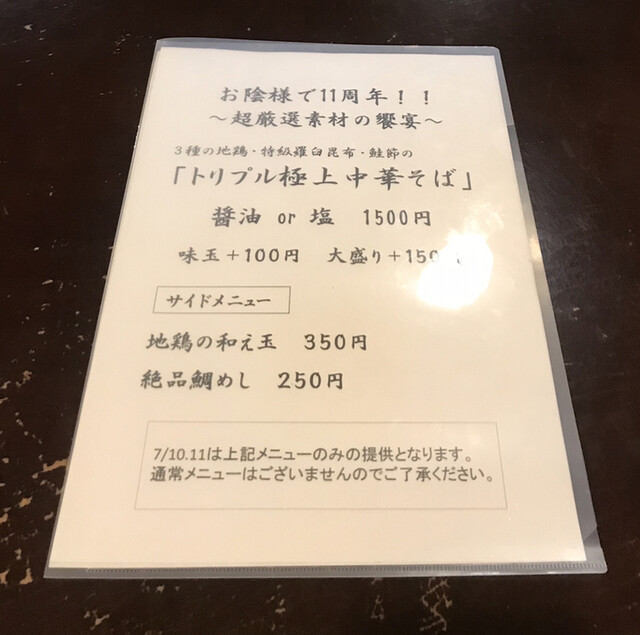 お陰様で11周年！！
～超厳選素材の饗宴～
3種の地鶏・特級羅臼昆布・鮭節の
「トリプル極上中華そば」
醤油 or 塩 1500円
味玉＋100円 大盛り＋150
サイドメニュー
地鶏の和え玉 350円
絶品鯛めし 250円
7/10.11は上記メニューのみの提供となります。
通常メニューはございませんのでご了承ください。